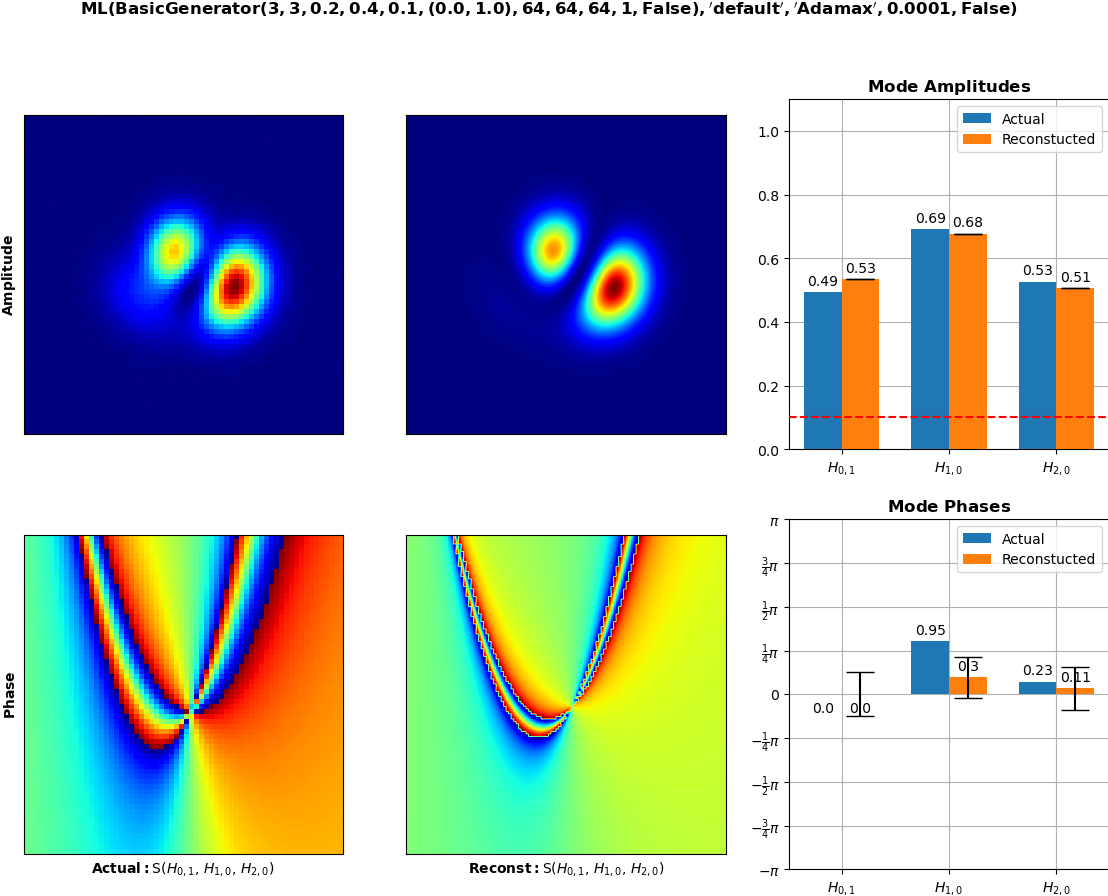 ML(BasicGenerator(3, 3, 0.2, 0.4, 0.1, (0.0, 1.0), 64, 64, 64, 1, False), ′default′, ′Adamax′, 0.0001, False)
Amplitude
Mode Amplitudes
Actual
Reconstucted
1.0
0.8
0.6
0.4
0.2
0.0
0.49
0.53
0.69
0.68
0.53
0.51
H0,1
H1,0
H2,0
Phase
Actual: S(H0,1, H1,0, H2,0)
Reconst: S(H0,1, H1,0, H2,0)
Mode Phases
Actual
Reconstucted
π
3/4π
1/2π
1/4π
0
−1/4π
−1/2π
−3/4π
−π
0.0
0.0
0.95
0.3
0.23
0.11
H0,1
H1,0
H2,0